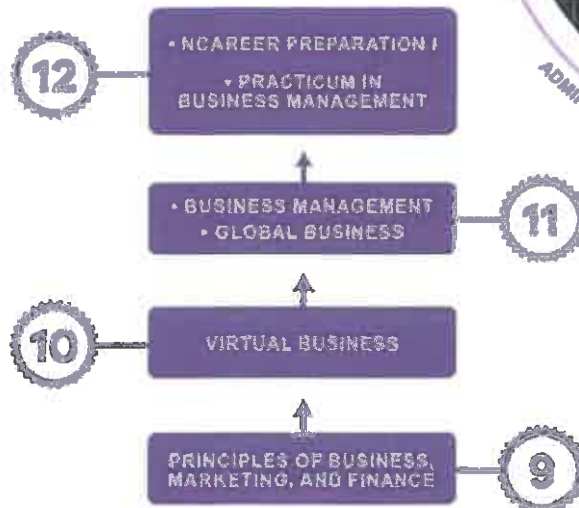 12
• NCAREER PREPARATION I
• PRACTICUM IN
BUSINESS MANAGEMENT
• BUSINESS MANAGEMENT
• GLOBAL BUSINESS
11
10
VIRTUAL BUSINESS
PRINCIPLES OF BUSINESS,
MARKETING, AND FINANCE
9